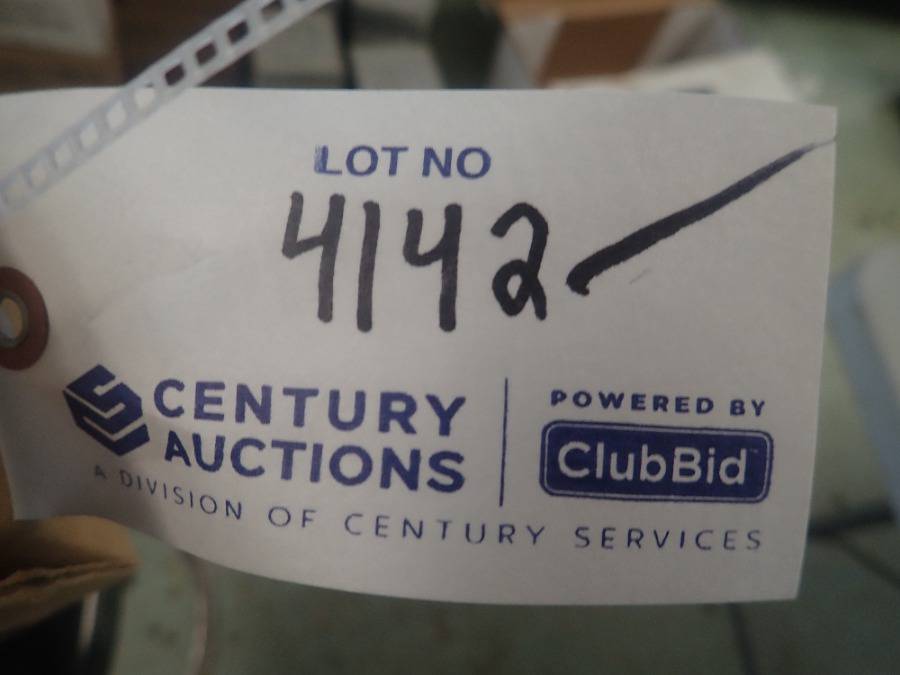 LOT NO
4142
CENTURY
AUCTIONS
A DIVISION OF CENTURY SERVICES
POWERED BY
ClubBid